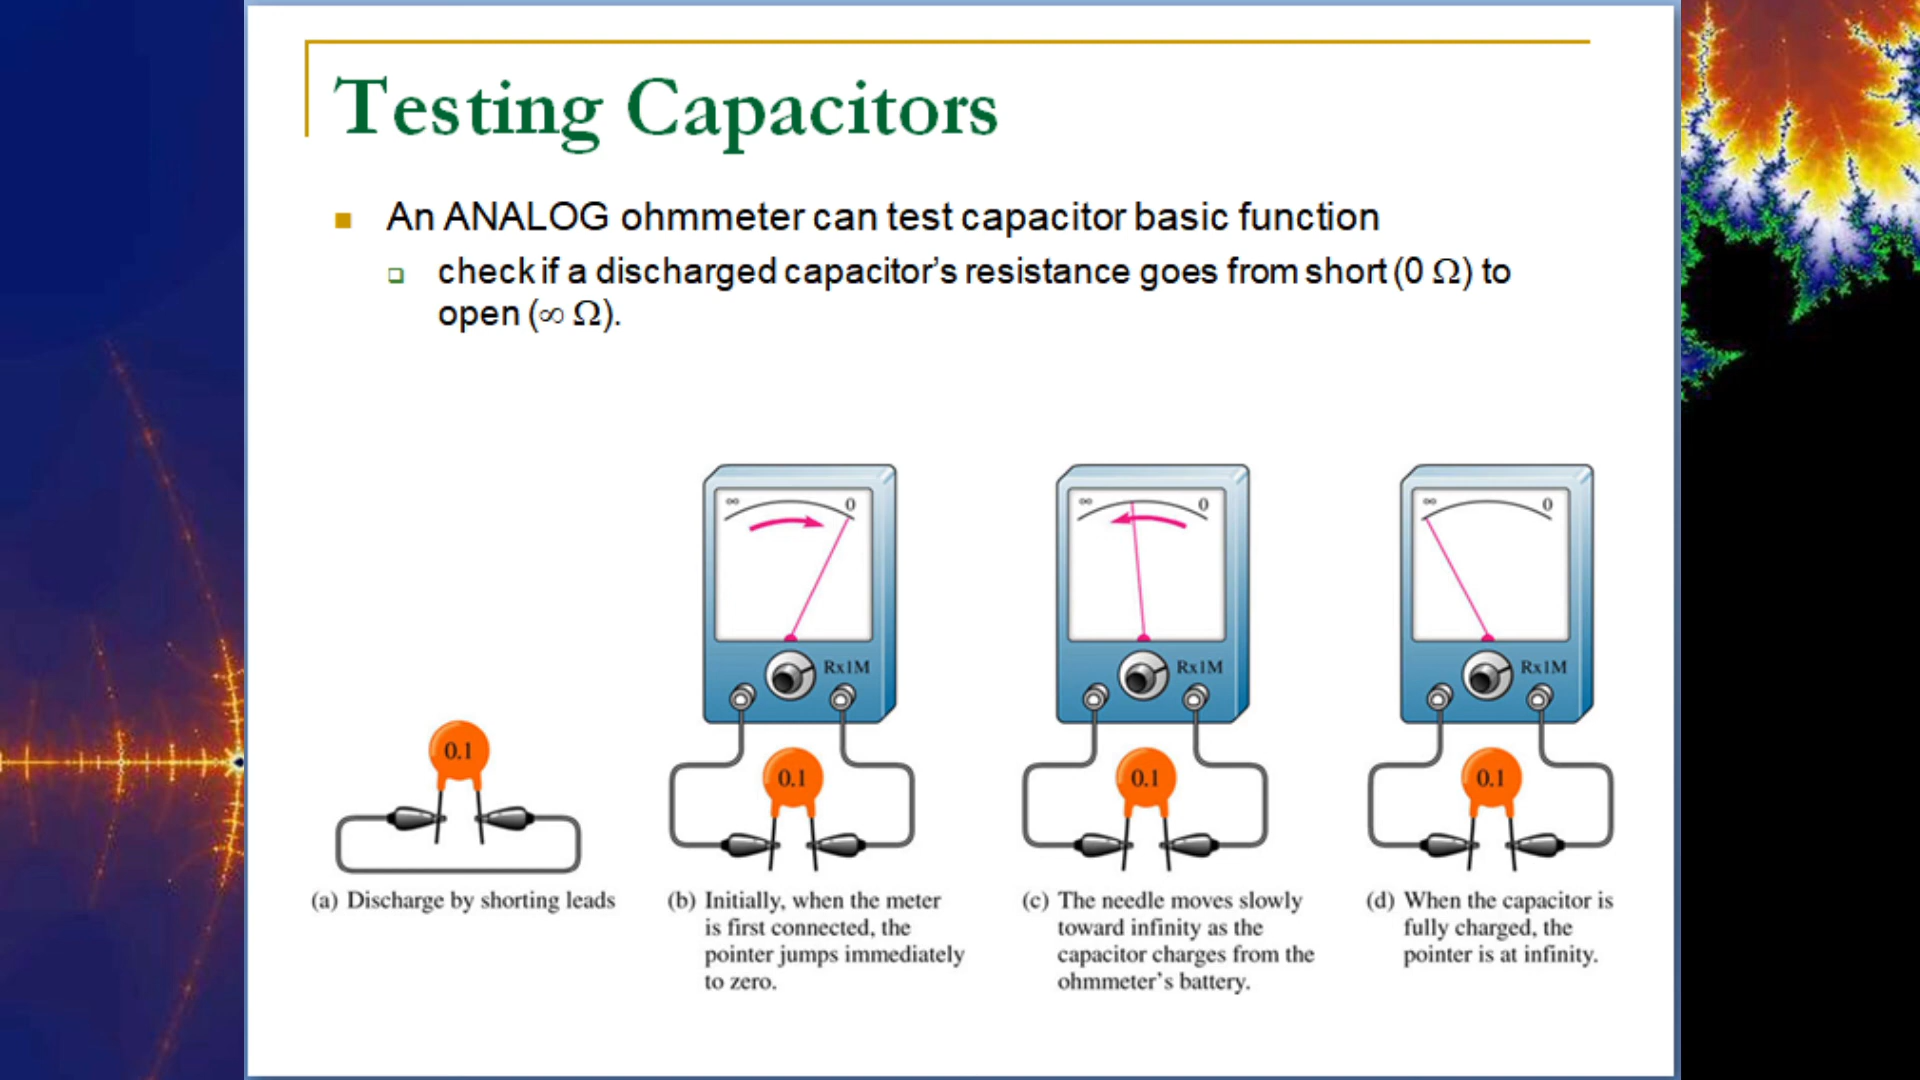 Testing Capacitors
An ANALOG ohmmeter can test capacitor basic function
check if a discharged capacitor's resistance goes from short (0 Ω) to
open (∞ Ω).
∞ 0
∞ 0
∞ 0
Rx1M
Rx1M
Rx1M
0.1
0.1
0.1
0.1
(a) Discharge by shorting leads
(b) Initially, when the meter
is first connected, the
pointer jumps immediately
to zero.
(c) The needle moves slowly
toward infinity as the
capacitor charges from the
ohmmeter's battery.
(d) When the capacitor is
fully charged, the
pointer is at infinity.